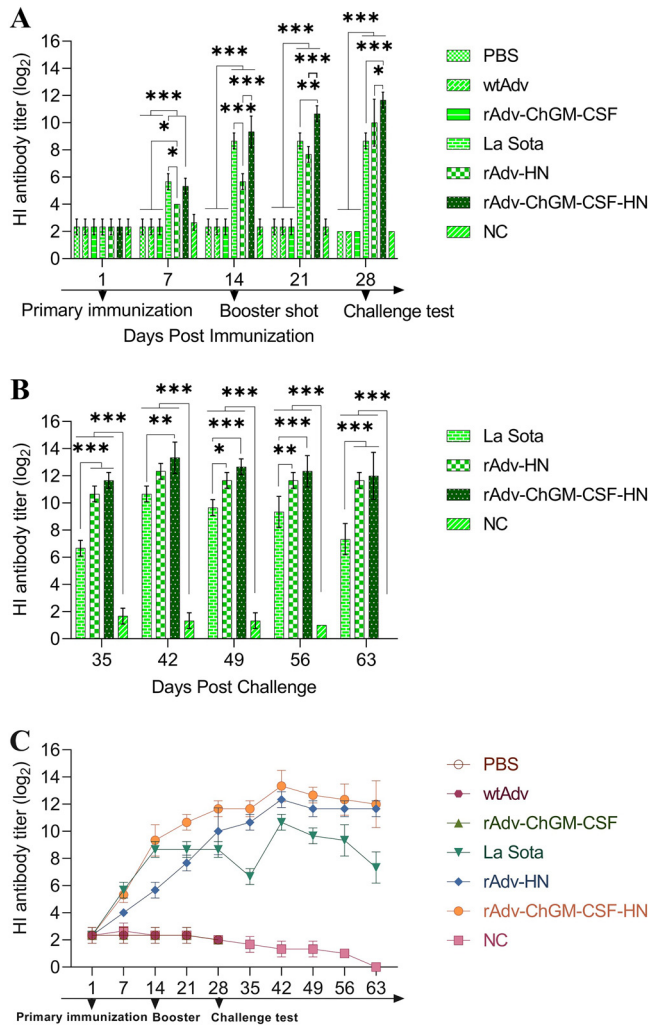 A
HI antibody titer (log2)
16
14
12
10
8
6
4
2
0
*** *** *** ***
*** *** *** ***
* *** ** *
*
1 7 14 21 28
Primary immunization Booster shot Challenge test
Days Post Immunization
PBS
wtAdv
rAdv-ChGM-CSF
La Sota
rAdv-HN
rAdv-ChGM-CSF-HN
NC
B
HI antibody titer (log2)
16
14
12
10
8
6
4
2
0
*** *** *** *** ***
*** ** *** *** ***
* **
35 42 49 56 63
Days Post Challenge
La Sota
rAdv-HN
rAdv-ChGM-CSF-HN
NC
C
HI antibody titer (log2)
16
14
12
10
8
6
4
2
0
1 7 14 21 28 35 42 49 56 63
Primary immunization Booster Challenge test
PBS
wtAdv
rAdv-ChGM-CSF
La Sota
rAdv-HN
rAdv-ChGM-CSF-HN
NC